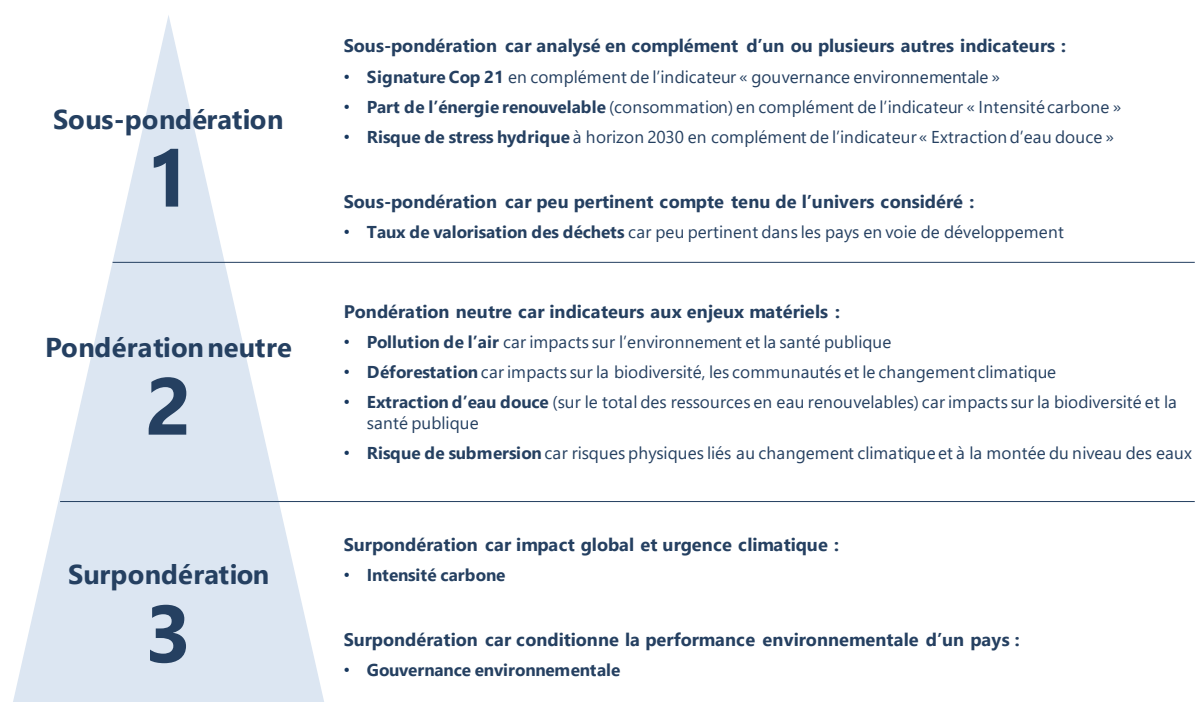 Sous-pondération
1
Sous-pondération car analysé en complément d’un ou plusieurs autres indicateurs :
• Signature Cop 21 en complément de l’indicateur « gouvernance environnementale »
• Part de l’énergie renouvelable (consommation) en complément de l’indicateur « Intensité carbone »
• Risque de stress hydrique à horizon 2030 en complément de l’indicateur « Extraction d’eau douce »
Sous-pondération car peu pertinent compte tenu de l’univers considéré :
• Taux de valorisation des déchets car peu pertinent dans les pays en voie de développement
Pondération neutre
2
Pondération neutre car indicateurs aux enjeux matériels :
• Pollution de l’air car impacts sur l’environnement et la santé publique
• Déforestation car impacts sur la biodiversité, les communautés et le changement climatique
• Extraction d’eau douce (sur le total des ressources en eau renouvelables) car impacts sur la biodiversité et la
santé publique
• Risque de submersion car risques physiques liés au changement climatique et à la montée du niveau des eaux
Surpondération
3
Surpondération car impact global et urgence climatique :
• Intensité carbone
Surpondération car conditionne la performance environnementale d’un pays :
• Gouvernance environnementale